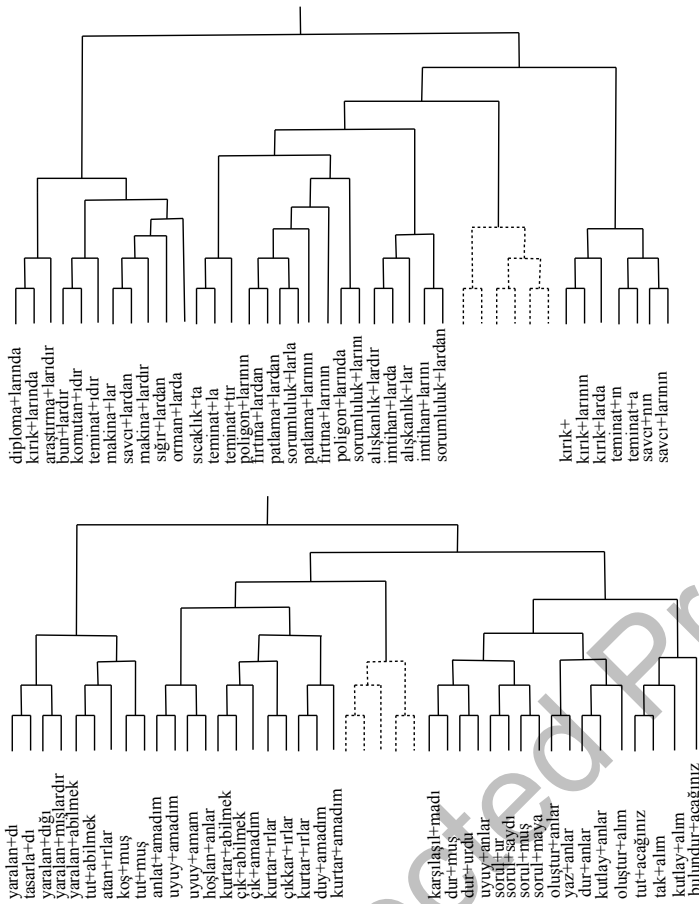 diploma+larında
kırık+larında
araştırma+larıdır
bun+lardır
komutan+ıdır
teminat+ıdır
makina+lar
savcı+lardan
makina+lardır
sığır+lardan
orman+larda
sıcaklık+ta
teminat+la
teminat+tır
poligon+larının
fırtına+lardan
patlama+lardan
sorumluluk+larla
patlama+larının
fırtına+larının
poligon+larında
sorumluluk+larını
alışkanlık+lardır
imtihan+larda
alışkanlık+lar
imtihan+larını
sorumluluk+lardan
kırık+
kırık+larının
kırık+larda
teminat+ın
teminat+a
savcı+nın
savcı+larının
yaralan+dı
tasarla+dı
yaralan+dığı
yaralan+mışlardır
yaralan+abilmek
tut+abilmek
atan+ırlar
koş+muş
tut+muş
anlat+amadım
uyuy+amadım
uyuy+amam
hoşlan+anlar
kurtar+abilmek
çık+abilmek
çık+amadım
kurtar+ırlar
çıkkar+ırlar
kurtar+ırlar
duy+amadım
kurtar+amadım
karşılaşıl+madı
dur+muş
dur+urdu
uyuy+anlar
sorul+ur
sorul+saydı
sorul+muş
sorul+maya
oluştur+anlar
yaz+anlar
dur+anlar
kutlay+anlar
oluştur+alım
tut+acağınız
tak+alım
kutlay+alım
bulundur+acağınız